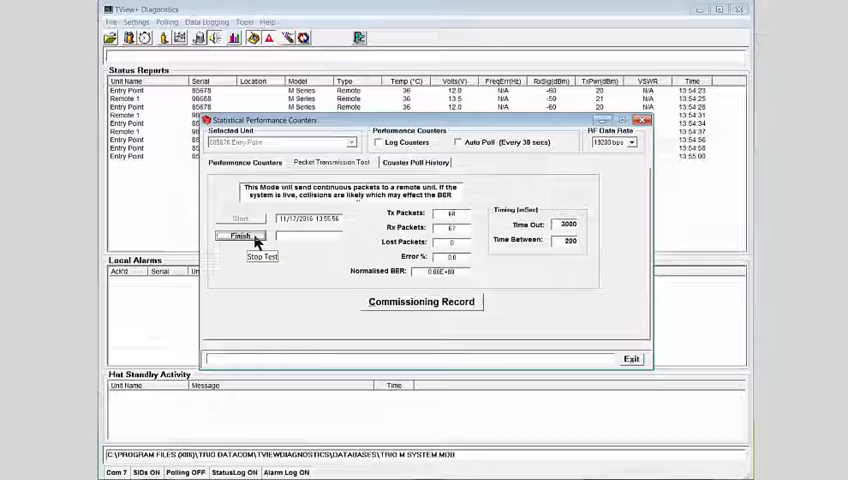 TView+ Diagnostics
File Settings Polling Data Logging Tools Help
Status Reports
Unit Name Serial Location Model Type Temp (°C) Volts(V) FreqErr(Hz) RxSig(dBm) TxPwr(dBm) VSWR Time
Entry Point 85678 M Series Remote 36 12.0 N/A -60 20 N/A 13:54:23
Remote 1 98688 M Series Remote 36 13.5 N/A -59 21 N/A 13:54:25
Entry Point 85678 M Series Remote 36 12.0 N/A -60 20 N/A 13:54:28
Remote 1 13:54:31
Entry Point 13:54:34
Remote 1 13:54:37
Entry Point 13:54:56
Entry Point 13:54:58
Entry Point 13:55:00
Statistical Performance Counters
Selected Unit
085678 Entry Point
Performance Counters
Log Counters Auto Poll (Every 30 secs)
RF Data Rate
19200 bps
Performance Counters Packet Transmission Test Counter Poll History
This Mode will send continuous packets to a remote unit. If the
system is live, collisions are likely which may effect the BER
Start 11/17/2016 13:55:56
Finish
Stop Test
Tx Packets: 68
Rx Packets: 67
Lost Packets: 0
Error %: 0.0
Normalised BER: 0.00E+00
Timing (mSec)
Time Out: 3000
Time Between: 200
Commissioning Record
Exit
Local Alarms
Ack'd Serial
Hot Standby Activity
Unit Name Message Time
C:\PROGRAM FILES (X86)\TRIO DATACOM\TVIEWDIAGNOSTICS\DATABASES\TRIO M SYSTEM.MDB
Com 7 SIDs ON Polling OFF StatusLog ON Alarm Log ON